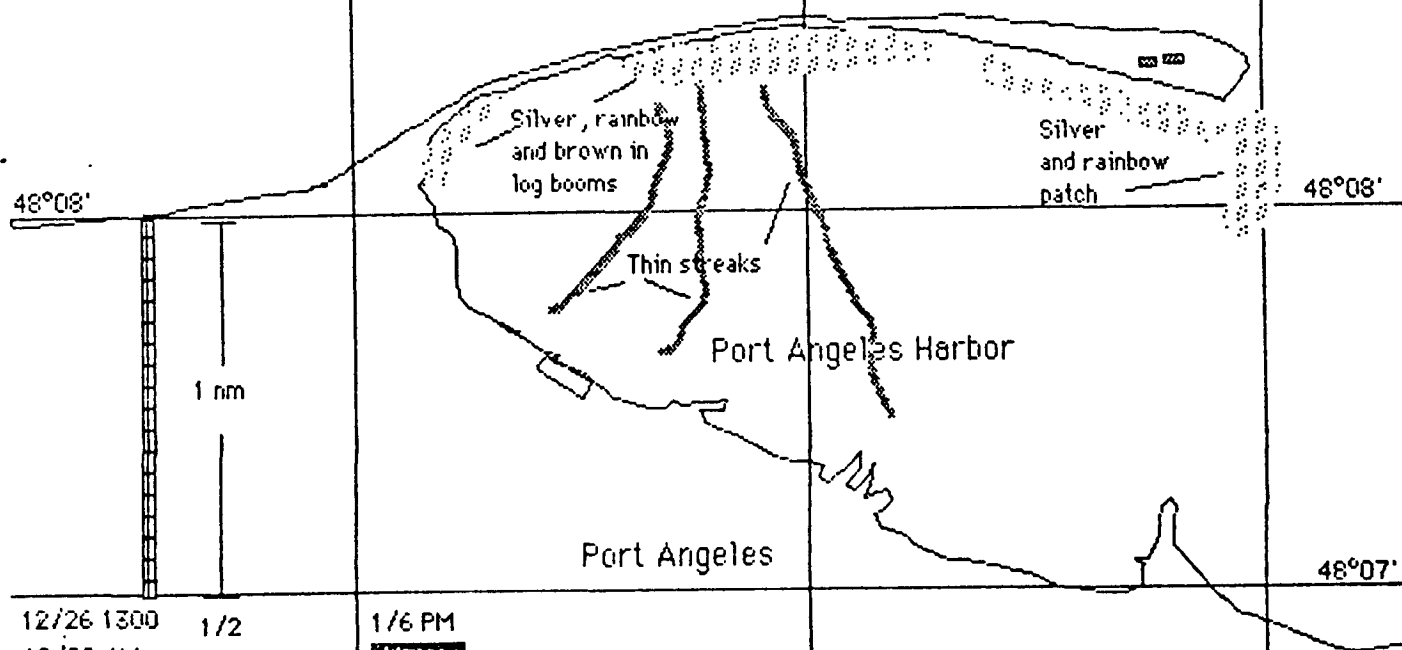 Silver, rainbow
and brown in
log booms
Silver
and rainbow
patch
48°08'
48°08'
Thin streaks
Port Angeles Harbor
1 nm
Port Angeles
48°07'
12/26 1300
1/2
1/6 PM